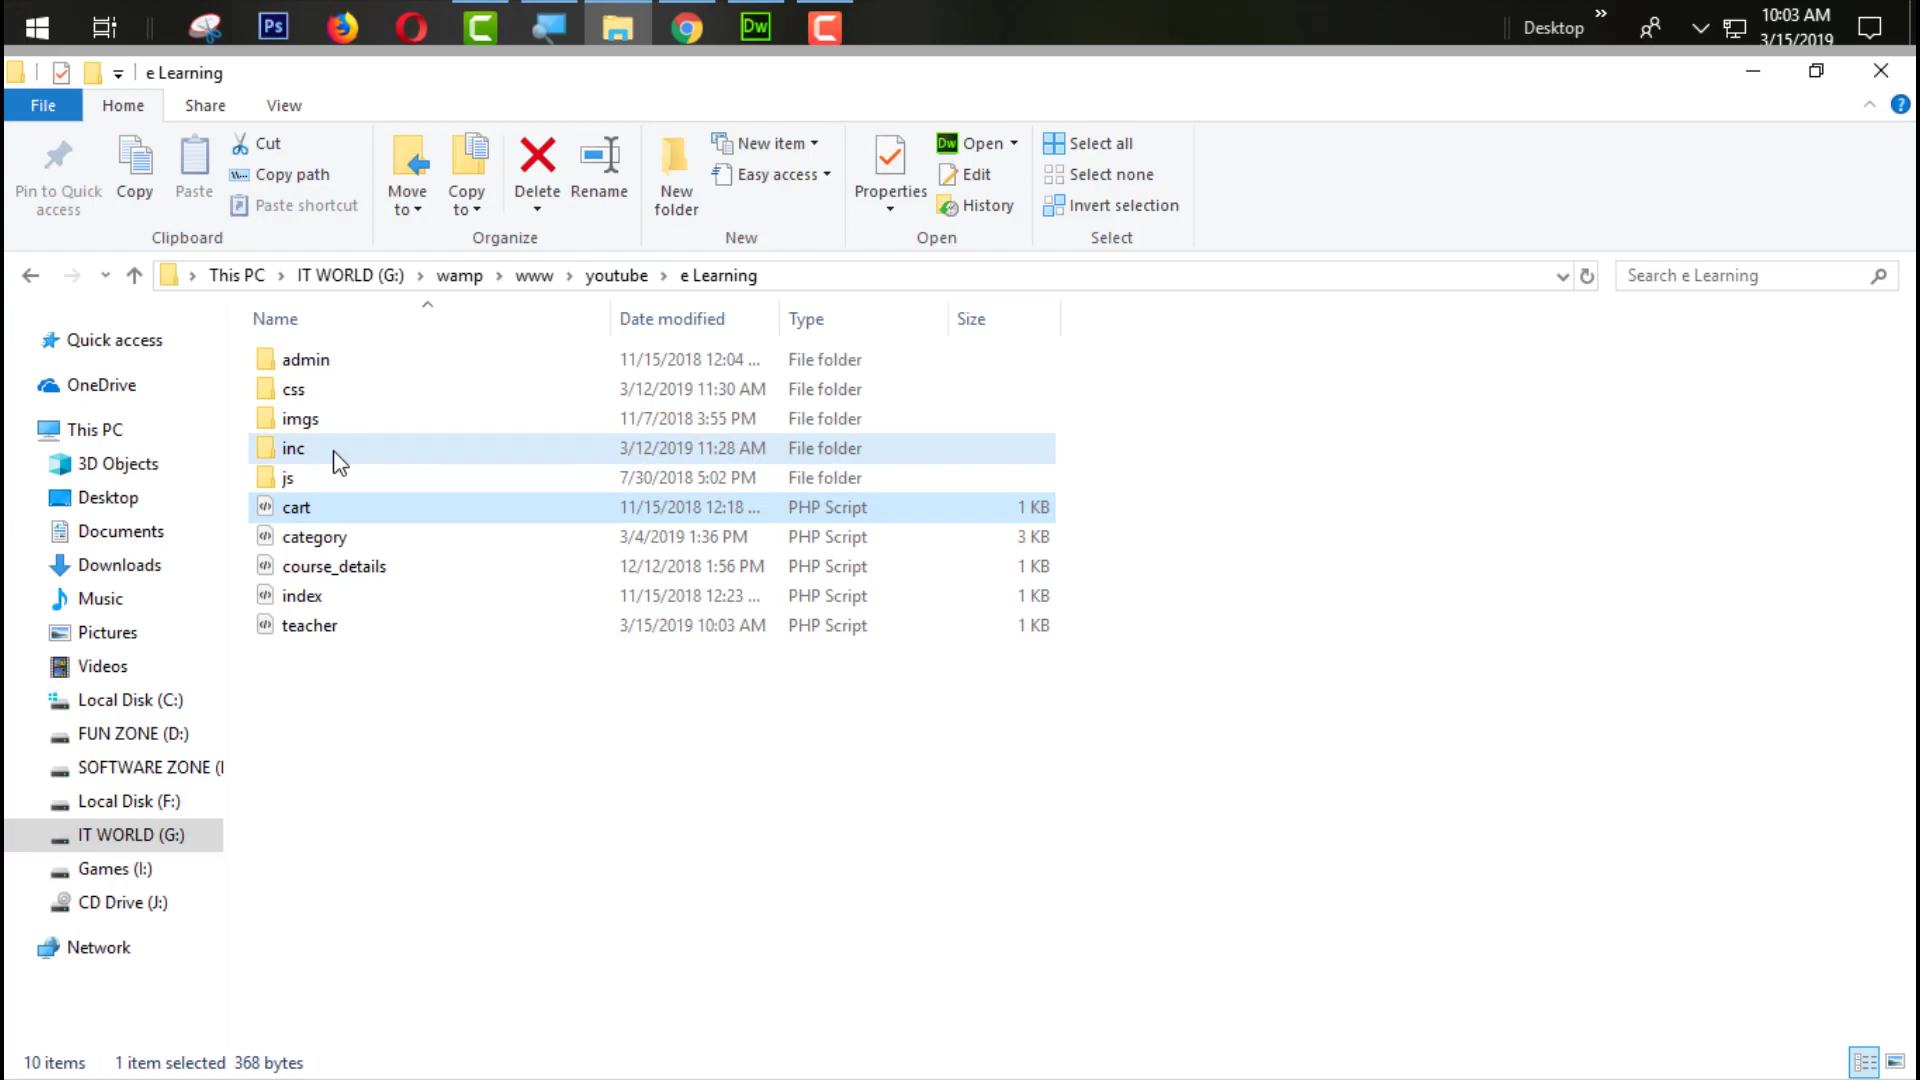 Ps
Dw
Desktop
»
10:03 AM
3/15/2019
e Learning
File
Home
Share
View
Pin to Quick access
Copy
Paste
Cut
Copy path
Paste shortcut
Clipboard
Move to
Copy to
Delete
Rename
Organize
New folder
New item
Easy access
New
Properties
Dw Open
Edit
History
Open
Select all
Select none
Invert selection
Select
This PC > IT WORLD (G:) > wamp > www > youtube > e Learning
Search e Learning
Name Date modified Type Size
admin 11/15/2018 12:04 ... File folder
css 3/12/2019 11:30 AM File folder
imgs 11/7/2018 3:55 PM File folder
inc 3/12/2019 11:28 AM File folder
js 7/30/2018 5:02 PM File folder
cart 11/15/2018 12:18 ... PHP Script 1 KB
category 3/4/2019 1:36 PM PHP Script 3 KB
course_details 12/12/2018 1:56 PM PHP Script 1 KB
index 11/15/2018 12:23 ... PHP Script 1 KB
teacher 3/15/2019 10:03 AM PHP Script 1 KB
Quick access
OneDrive
This PC
3D Objects
Desktop
Documents
Downloads
Music
Pictures
Videos
Local Disk (C:)
FUN ZONE (D:)
SOFTWARE ZONE (
Local Disk (F:)
IT WORLD (G:)
Games (I:)
CD Drive (J:)
Network
10 items 1 item selected 368 bytes